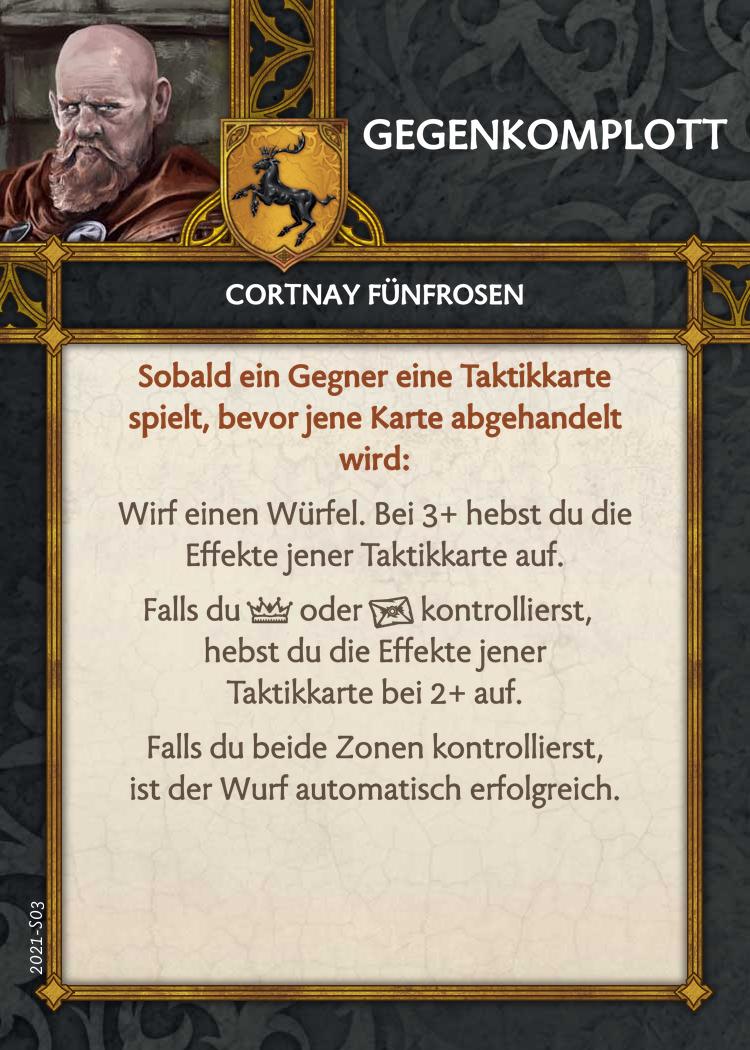 GEGENKOMPLOTT
CORTNAY FÜNFROSEN
Sobald ein Gegner eine Taktikkarte
spielt, bevor jene Karte abgehandelt
wird:
Wirf einen Würfel. Bei 3+ hebst du die
Effekte jener Taktikkarte auf.
Falls du oder kontrollierst,
hebst du die Effekte jener
Taktikkarte bei 2+ auf.
Falls du beide Zonen kontrollierst,
ist der Wurf automatisch erfolgreich.
2021-S03